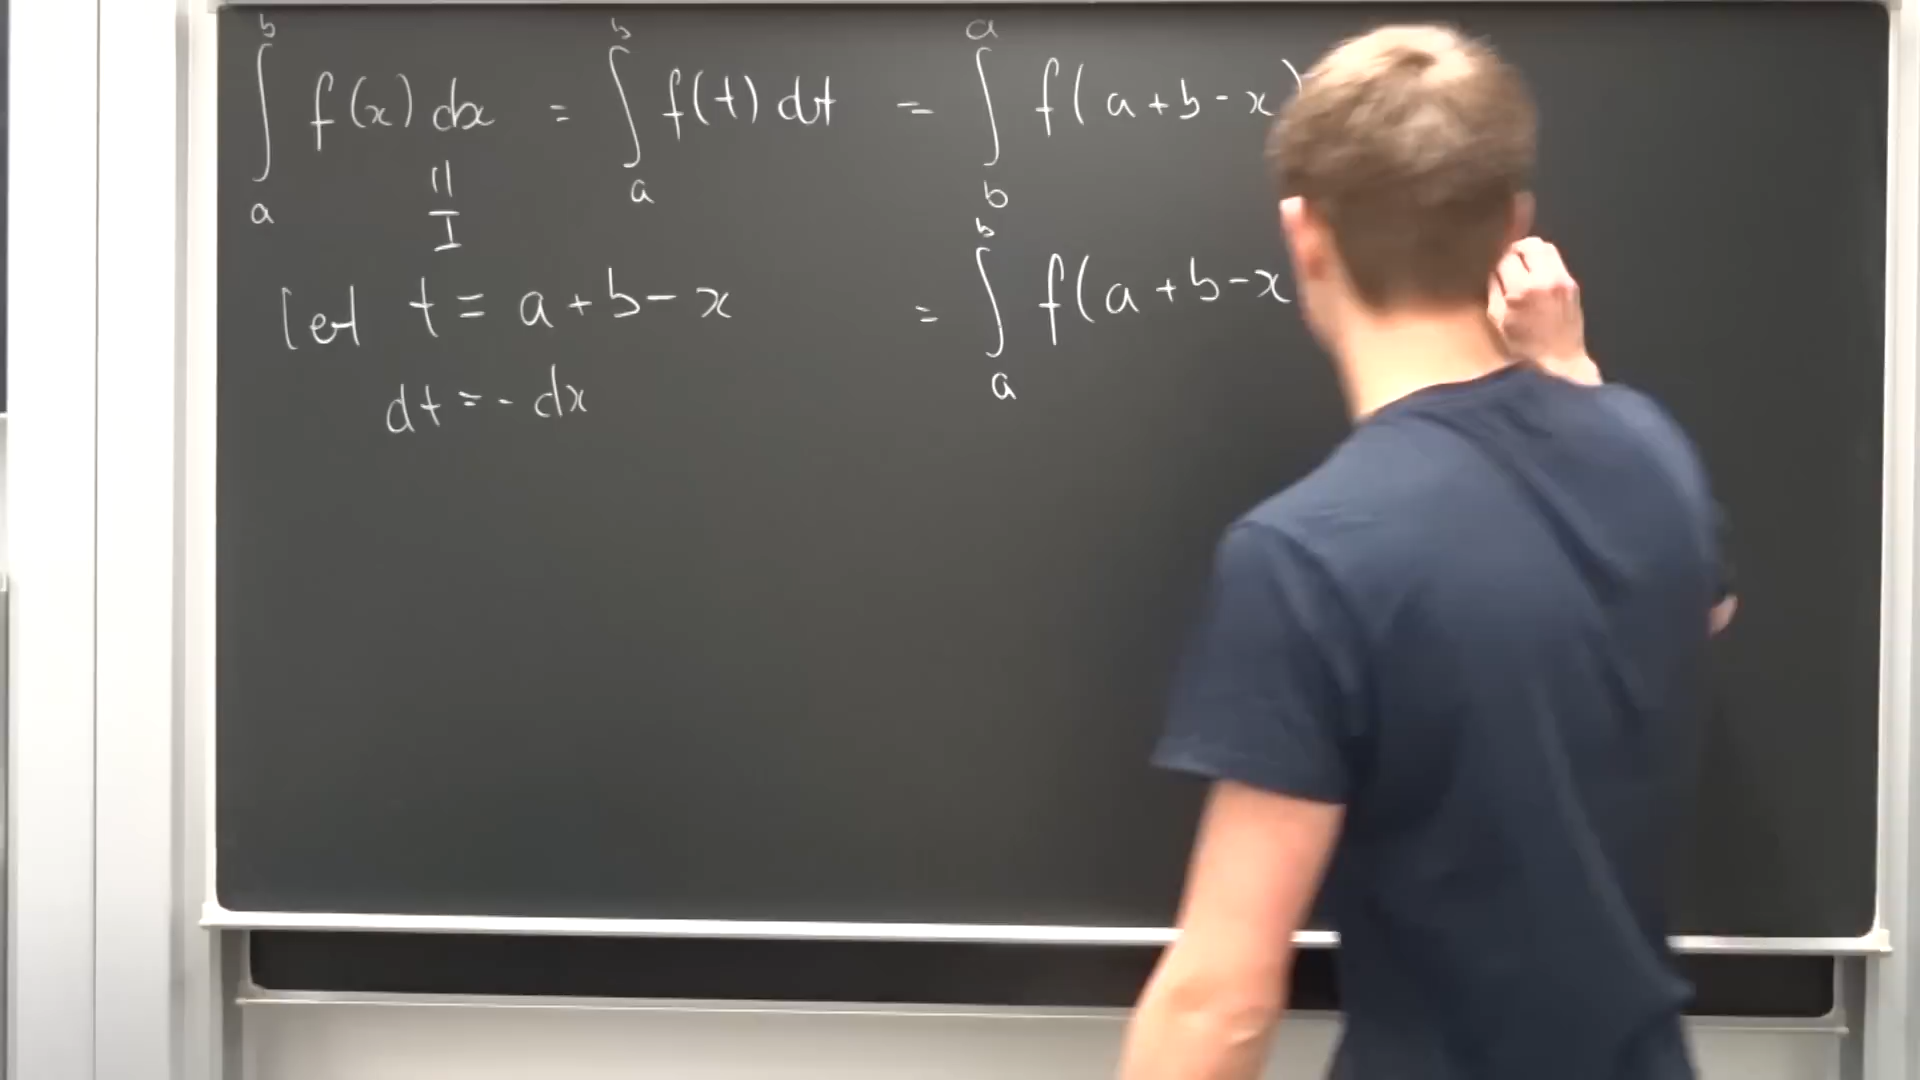 ∫_a^b f(x) dx = ∫_a^b f(t) dt = ∫_b^a f(a+b-x)
॥
I
let t = a+b-x = ∫_a^b f(a+b-x
dt = - dx